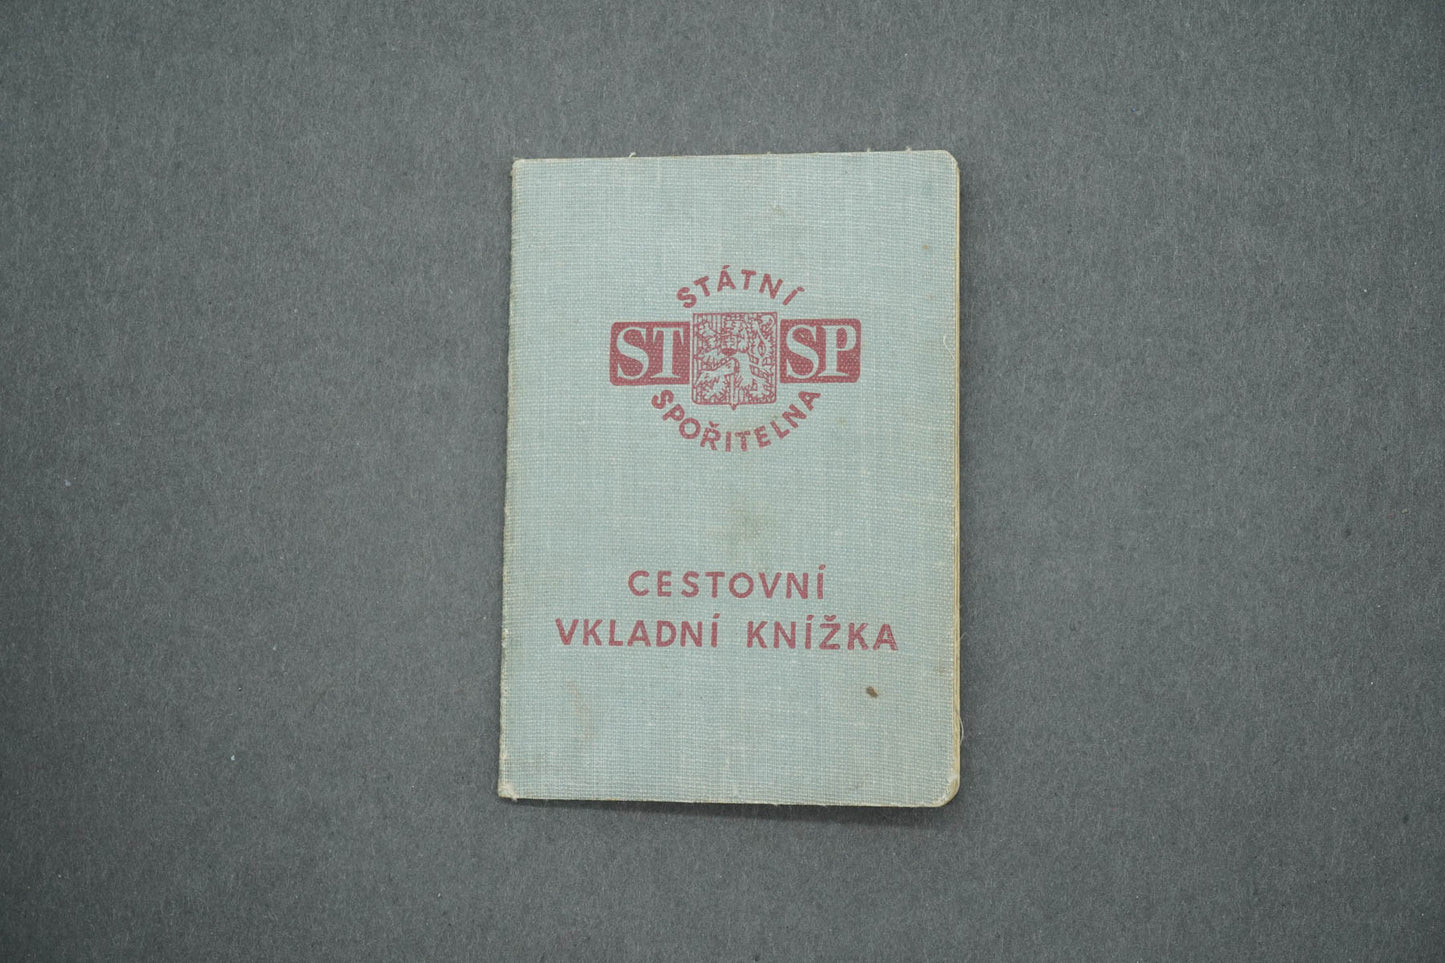 STÁTNÍ
ST SP
SPOŘITELNA
CESTOVNÍ
VKLADNÍ KNÍŽKA